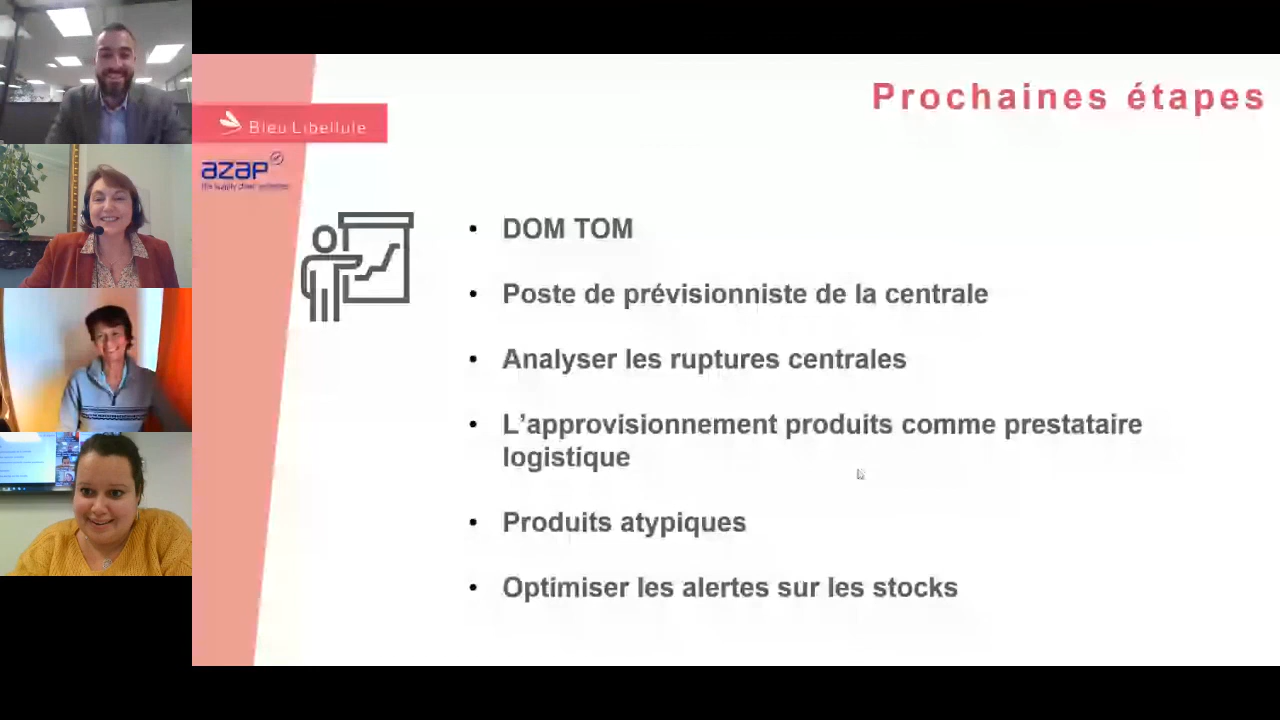 Prochaines étapes
Bleu Libellule
azap
• DOM TOM
• Poste de prévisionniste de la centrale
• Analyser les ruptures centrales
• L’approvisionnement produits comme prestataire
logistique
• Produits atypiques
• Optimiser les alertes sur les stocks